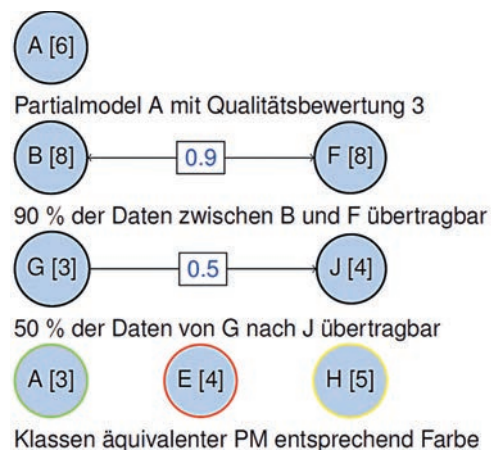 A [6]
Partialmodel A mit Qualitätsbewertung 3
B [8] 0.9 F [8]
90 % der Daten zwischen B und F übertragbar
G [3] 0.5 J [4]
50 % der Daten von G nach J übertragbar
A [3] E [4] H [5]
Klassen äquivalenter PM entsprechend Farbe